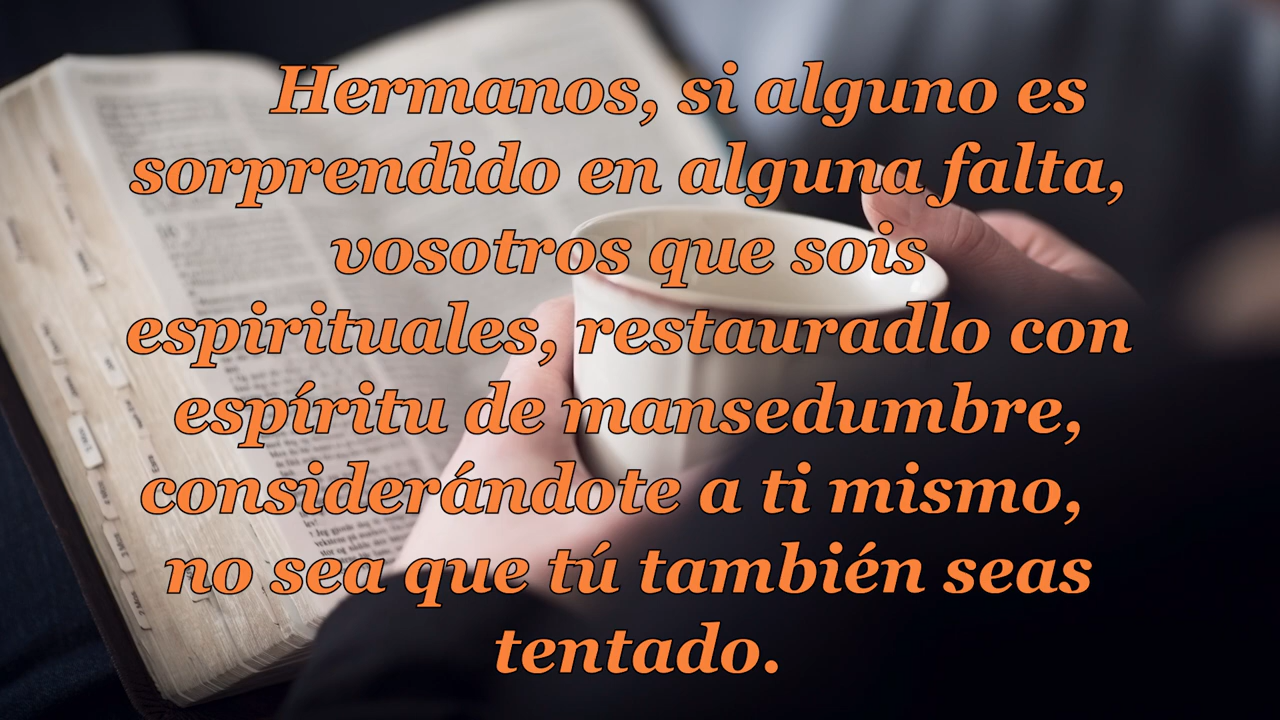 Hermanos, si alguno es
sorprendido en alguna falta,
vosotros que sois
espirituales, restauradlo con
espíritu de mansedumbre,
considerándote a ti mismo,
no sea que tú también seas
tentado.